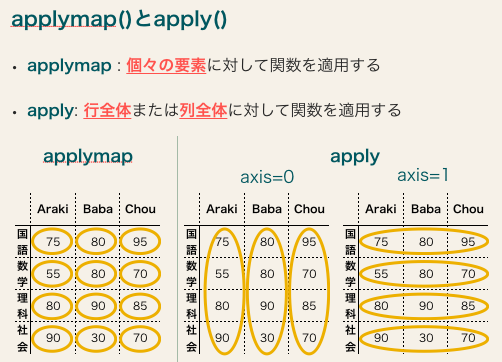 applymap()とapply()
• applymap : 個々の要素に対して関数を適用する
• apply: 行全体または列全体に対して関数を適用する
applymap
apply
axis=0
axis=1
Araki Baba Chou
国語 75 80 95
数学 55 80 70
理科 80 90 85
社会 90 30 70
Araki Baba Chou
国語 75 80 95
数学 55 80 70
理科 80 90 85
社会 90 30 70
Araki Baba Chou
国語 75 80 95
数学 55 80 70
理科 80 90 85
社会 90 30 70